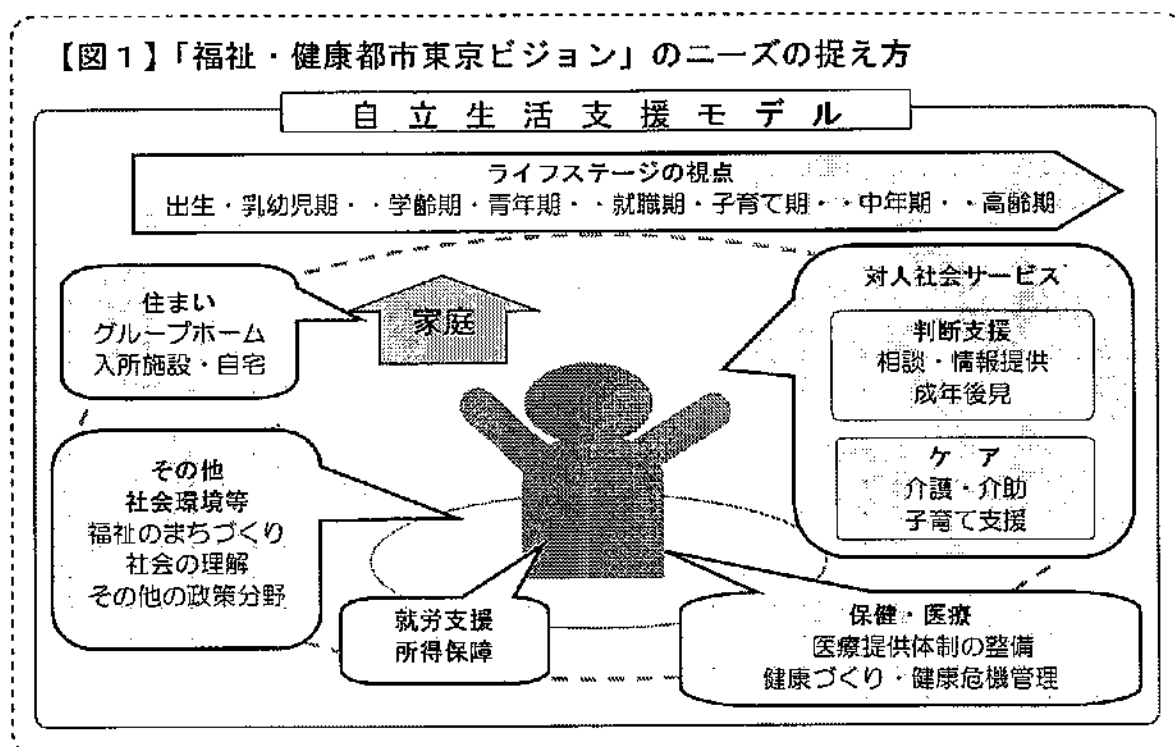 【図1】「福祉・健康都市東京ビジョン」のニーズの捉え方
自立生活支援モデル
ライフステージの視点
出生・乳幼児期・・学齢期・青年期・・就職期・子育て期・・中年期・・高齢期
住まい
グループホーム
入所施設・自宅
家庭
対人社会サービス
判断支援
相談・情報提供
成年後見
ケア
介護・介助
子育て支援
その他
社会環境等
福祉のまちづくり
社会の理解
その他の政策分野
就労支援
所得保障
保健・医療
医療提供体制の整備
健康づくり・健康危機管理